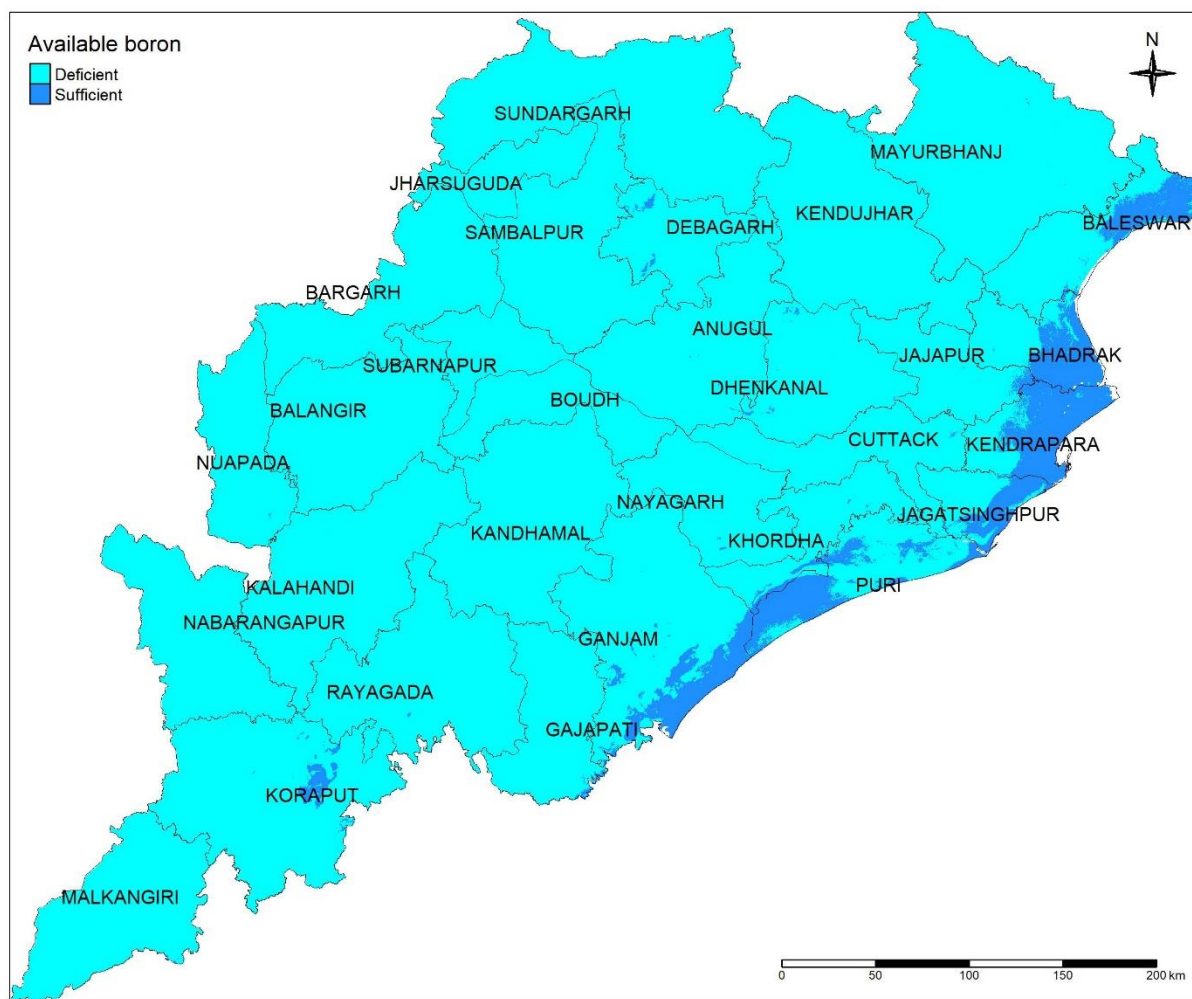 Available boron
Deficient
Sufficient
N
SUNDARGARH
MAYURBHANJ
JHARSUGUDA
KENDUJHAR
BALESWAR
SAMBALPUR
DEBAGARH
BARGARH
ANUGUL
JAJAPUR
BHADRAK
SUBARNAPUR
DHENKANAL
BOUDH
BALANGIR
CUTTACK
KENDRAPARA
NUAPADA
NAYAGARH
JAGATSINGHPUR
KANDHAMAL
KHORDHA
KALAHANDI
PURI
NABARANGAPUR
GANJAM
RAYAGADA
GAJAPATI
KORAPUT
MALKANGIRI
0 50 100 150 200 km